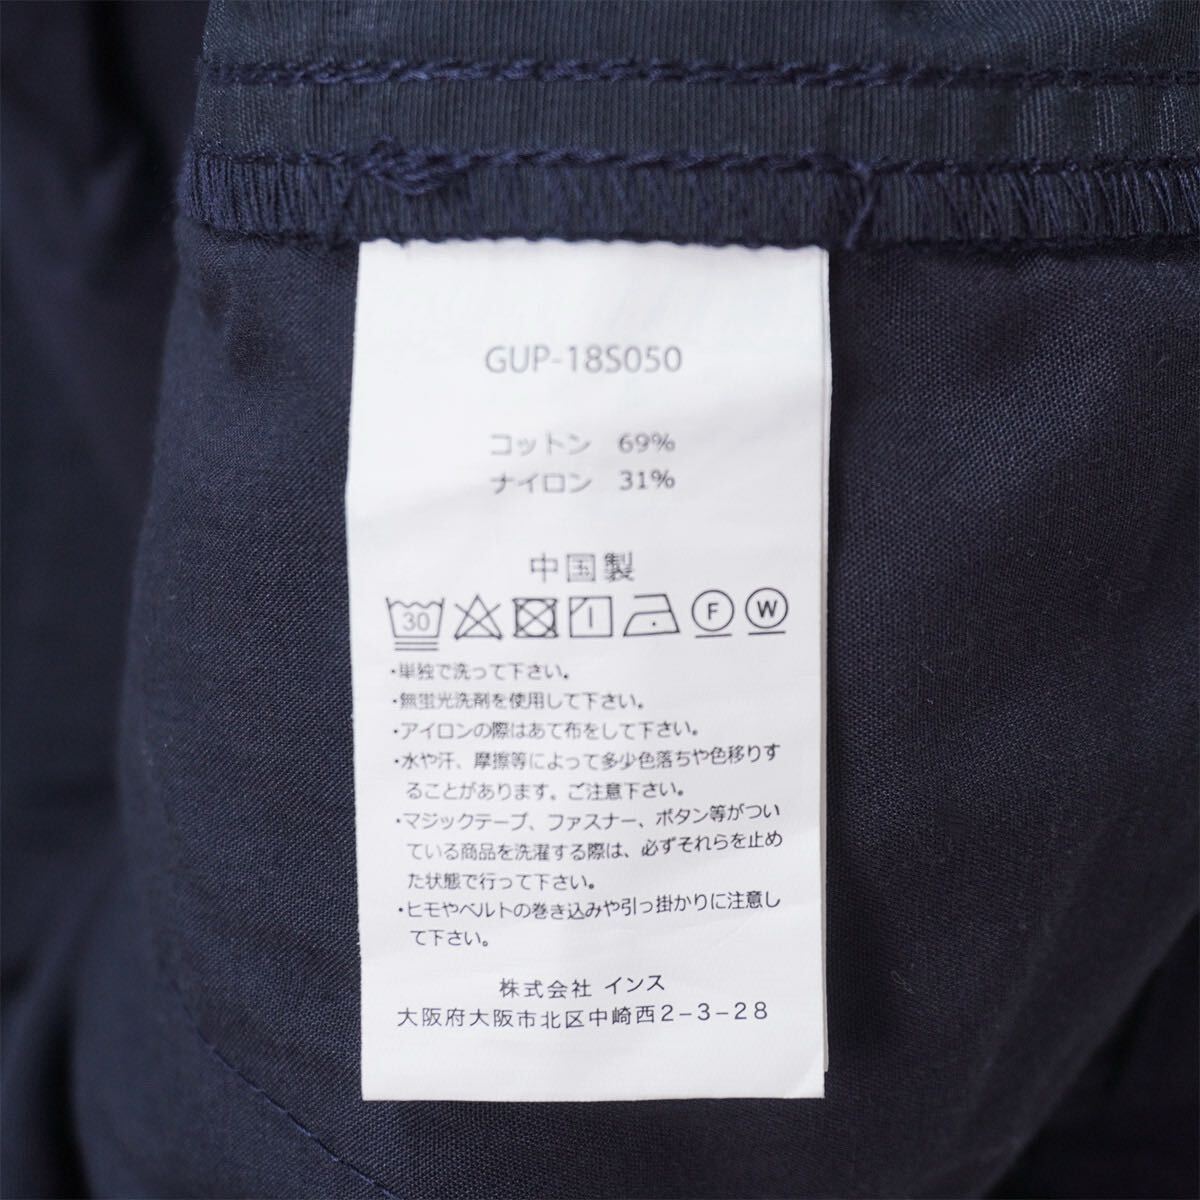 GUP-18S050
コットン 69%
ナイロン 31%
中国製
30 F W
・単独で洗って下さい。
・無蛍光洗剤を使用して下さい。
・アイロンの際はあて布をして下さい。
・水や汗、摩擦等によって多少色落ちや色移りす
ることがあります。ご注意下さい。
・マジックテープ、ファスナー、ボタン等がつい
ている商品を洗濯する際は、必ずそれらを止め
た状態で行って下さい。
・ヒモやベルトの巻き込みや引っ掛かりに注意し
て下さい。
株式会社 インス
大阪府大阪市北区中崎西2-3-28